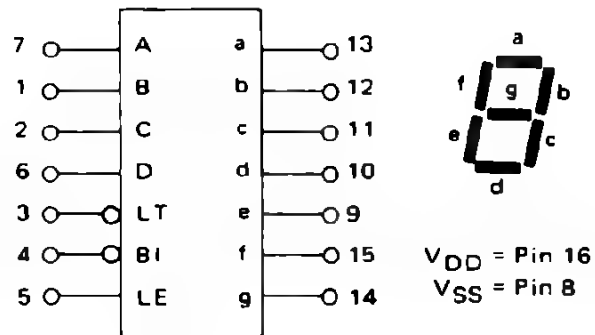 7 A a 13
1 B b 12
2 C c 11
6 D d 10
3 LT e 9
4 BI f 15
5 LE g 14
a
f g b
e c
d
VDD = Pin 16
VSS = Pin 8